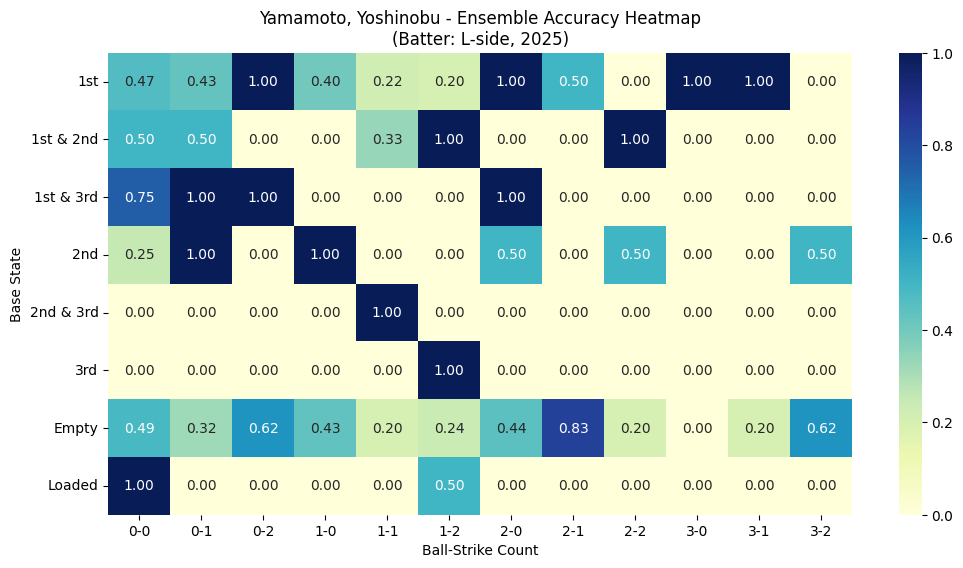 Yamamoto, Yoshinobu - Ensemble Accuracy Heatmap
(Batter: L-side, 2025)
Base State
1st 0.47 0.43 1.00 0.40 0.22 0.20 1.00 0.50 0.00 1.00 1.00 0.00
1st & 2nd 0.50 0.50 0.00 0.00 0.33 1.00 0.00 0.00 1.00 0.00 0.00 0.00
1st & 3rd 0.75 1.00 1.00 0.00 0.00 0.00 1.00 0.00 0.00 0.00 0.00 0.00
2nd 0.25 1.00 0.00 1.00 0.00 0.00 0.50 0.00 0.50 0.00 0.00 0.50
2nd & 3rd 0.00 0.00 0.00 0.00 1.00 0.00 0.00 0.00 0.00 0.00 0.00 0.00
3rd 0.00 0.00 0.00 0.00 0.00 1.00 0.00 0.00 0.00 0.00 0.00 0.00
Empty 0.49 0.32 0.62 0.43 0.20 0.24 0.44 0.83 0.20 0.00 0.20 0.62
Loaded 1.00 0.00 0.00 0.00 0.00 0.50 0.00 0.00 0.00 0.00 0.00 0.00
0-0 0-1 0-2 1-0 1-1 1-2 2-0 2-1 2-2 3-0 3-1 3-2
Ball-Strike Count
1.0
0.8
0.6
0.4
0.2
0.0